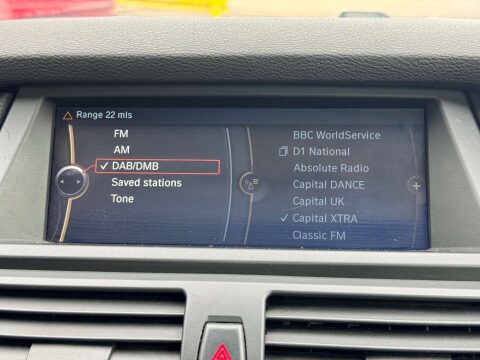 Range 22 mls
FM
AM
✓ DAB/DMB
Saved stations
Tone
BBC WorldService
D1 National
Absolute Radio
Capital DANCE
Capital UK
✓ Capital XTRA
Classic FM